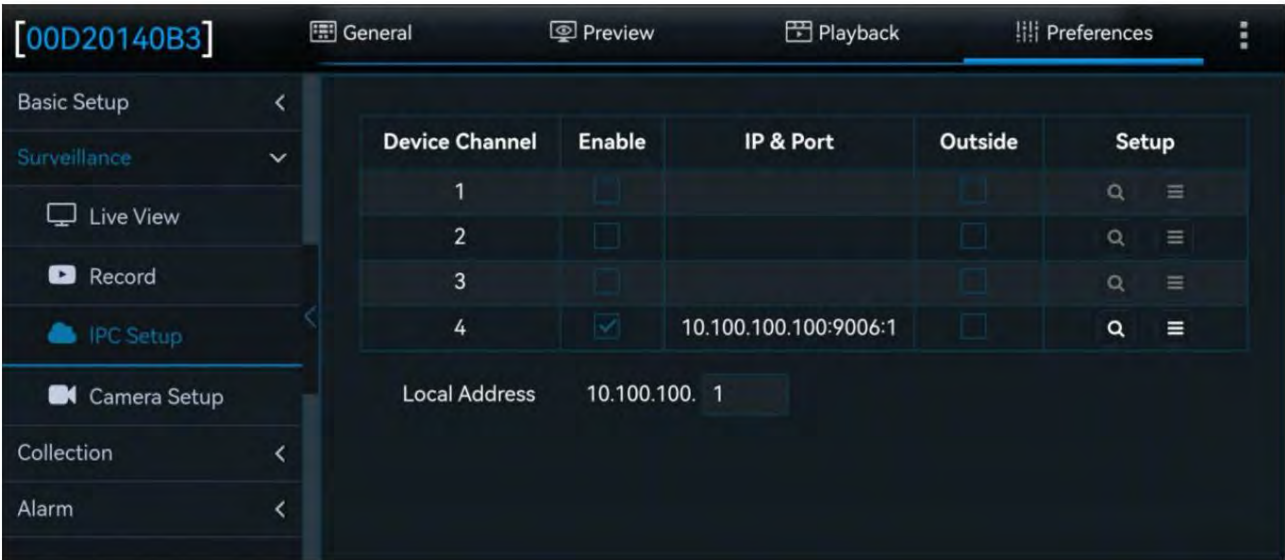 [00D20140B3]
General
Preview
Playback
Preferences
Basic Setup
Surveillance
Live View
Record
IPC Setup
Camera Setup
Collection
Alarm
Device Channel Enable IP & Port Outside Setup
1
2
3
4 10.100.100.100:9006:1
Local Address 10.100.100. 1